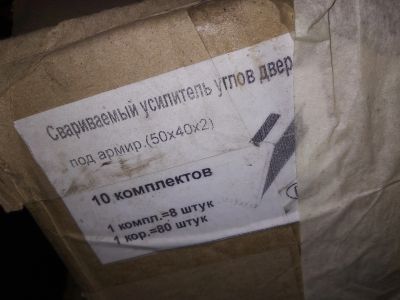 Свариваемый усилитель углов двер
под армир.(50х40х2)
10 комплектов
1 компл.=8 штук
1 кор.=80 штук